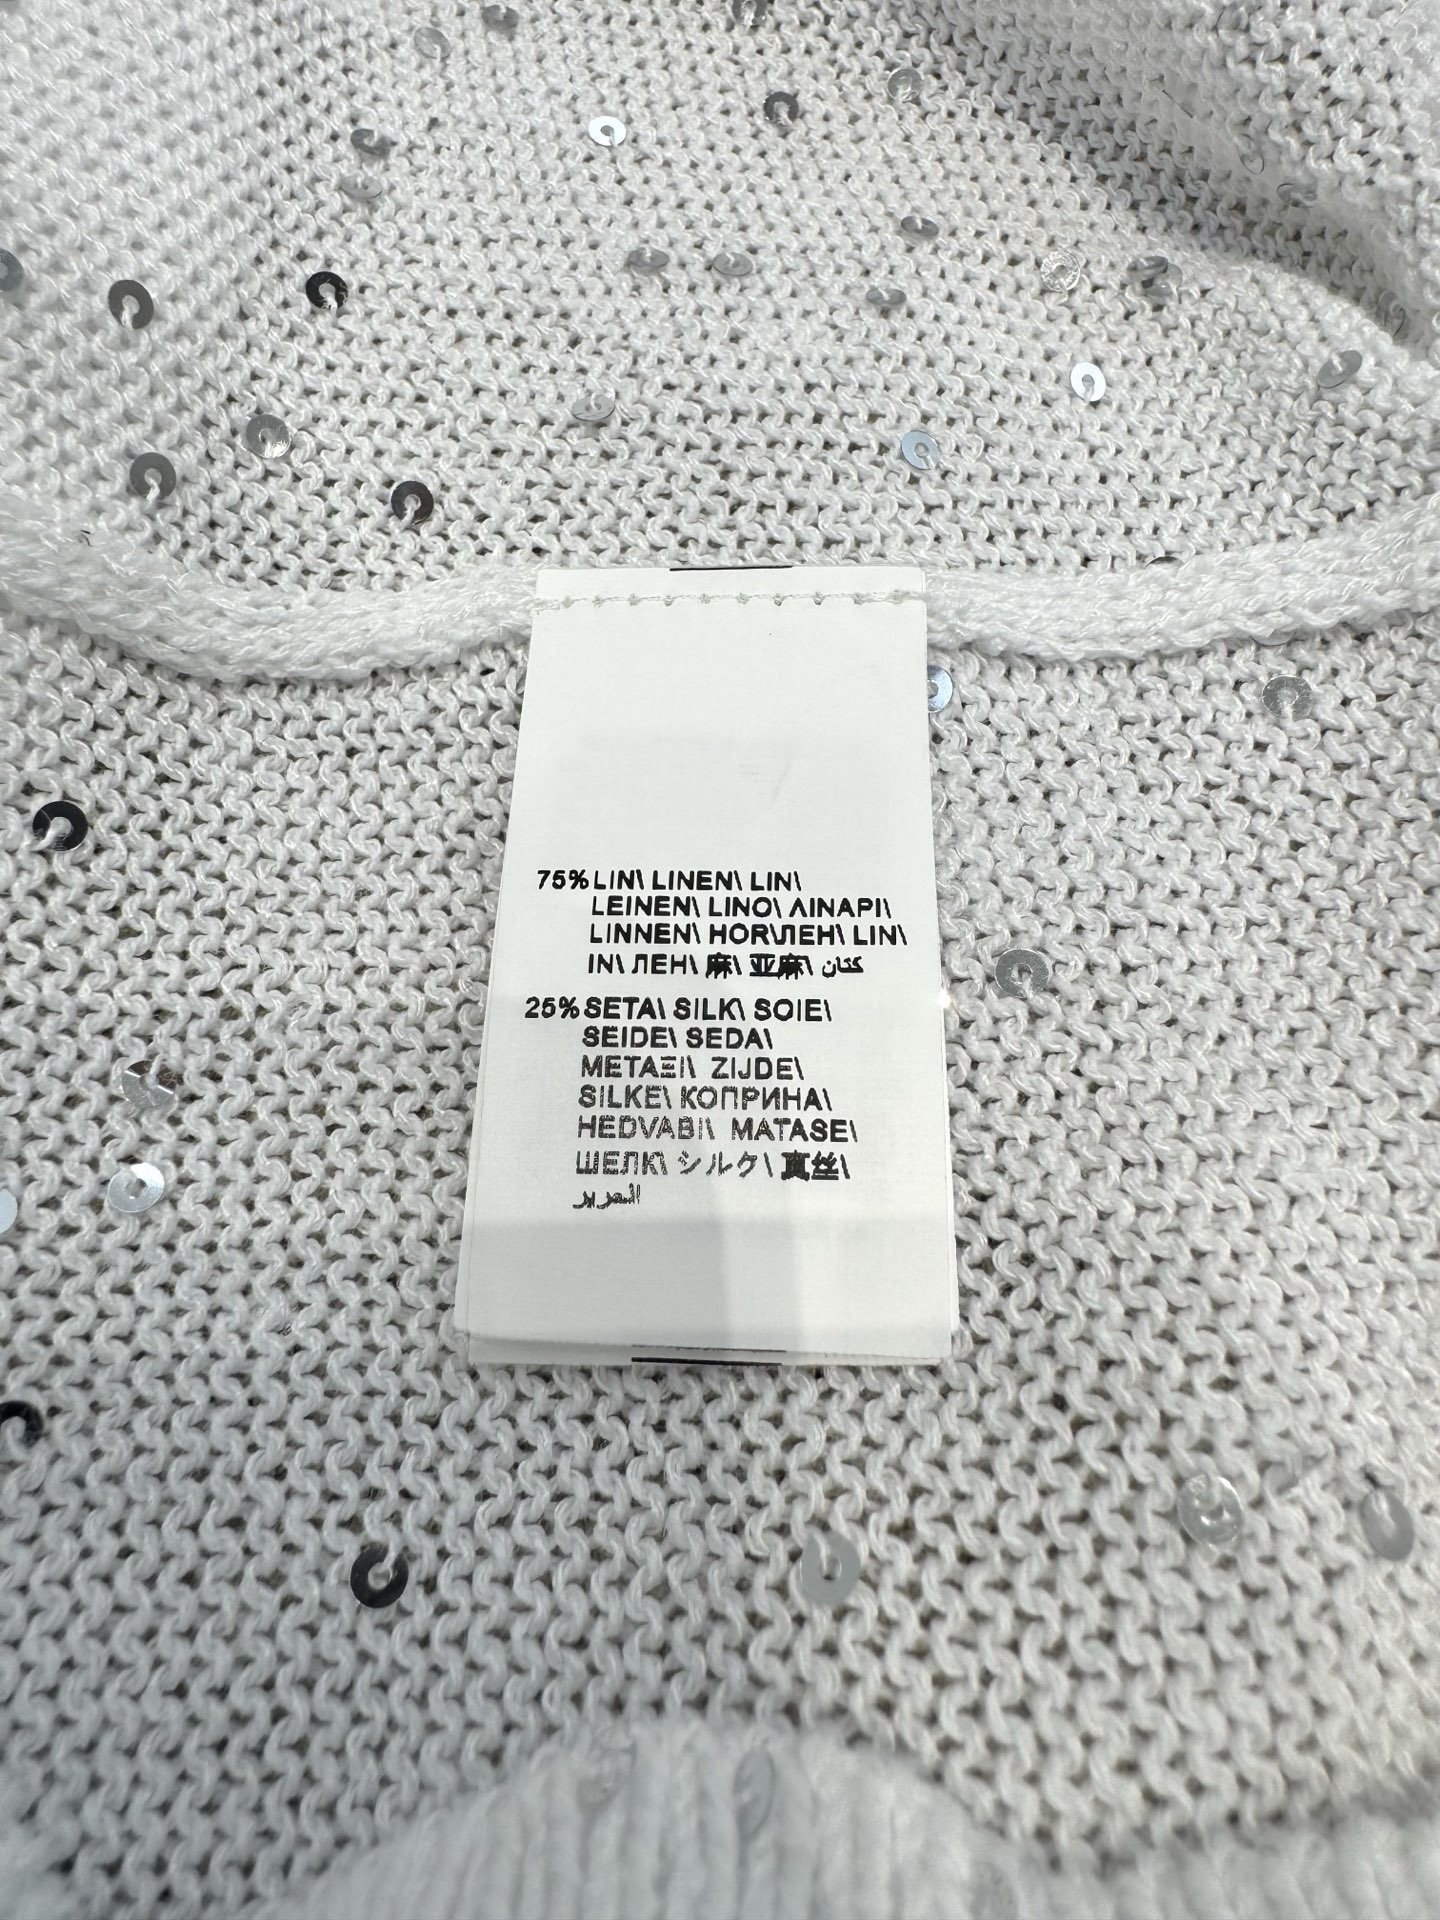 75% LIN\ LINEN\ LIN\
LEINEN\ LINO\ ΛΙΝΑΡΙ\
LINNEN\ HOR\ЛЕН\ LIN\
IN\ ЛЕН\ 麻\ 亚麻\ كتان
25% SETA\ SILK\ SOIE\
SEIDE\ SEDA\
ΜΕΤΑΞΙ\ ZIJDE\
SILKE\ КОПРИНА\
HEDVABI\ MATASE\
ШЕЛК\ シルク\ 真丝\
الحرير